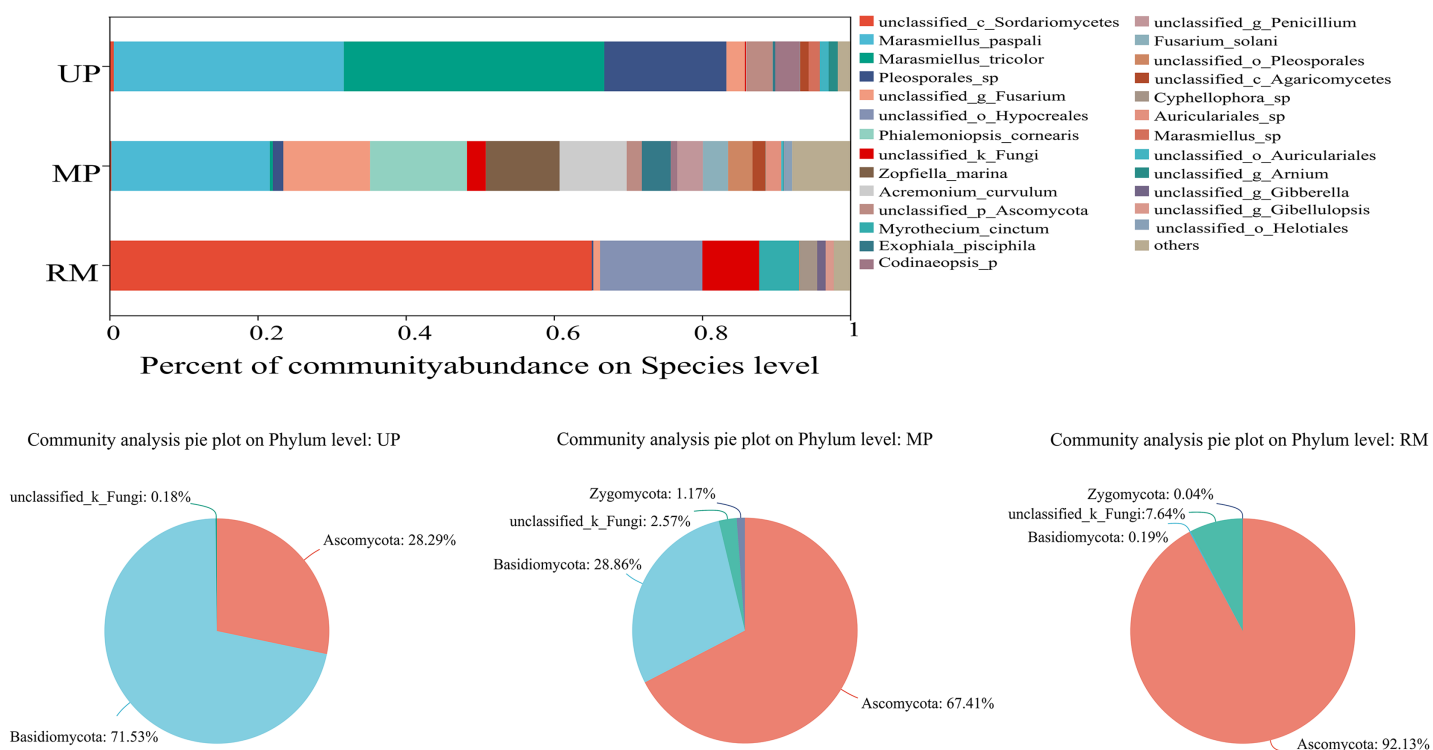 UP
MP
RM
0 0.2 0.4 0.6 0.8 1
Percent of communityabundance on Species level
unclassified_c_Sordariomycetes
Marasmiellus_paspali
Marasmiellus_tricolor
Pleosporales_sp
unclassified_g_Fusarium
unclassified_o_Hypocreales
Phialemoniopsis_cornearis
unclassified_k_Fungi
Zopfiella_marina
Acremonium_curvulum
unclassified_p_Ascomycota
Myrothecium_cinctum
Exophiala_pisciphila
Codinaeopsis_p
unclassified_g_Penicillium
Fusarium_solani
unclassified_o_Pleosporales
unclassified_c_Agaricomycetes
Cyphellophora_sp
Auriculariales_sp
Marasmiellus_sp
unclassified_o_Auriculariales
unclassified_g_Arnium
unclassified_g_Gibberella
unclassified_g_Gibellulopsis
unclassified_o_Helotiales
others
Community analysis pie plot on Phylum level: UP
unclassified_k_Fungi: 0.18%
Ascomycota: 28.29%
Basidiomycota: 71.53%
Community analysis pie plot on Phylum level: MP
Zygomycota: 1.17%
unclassified_k_Fungi: 2.57%
Basidiomycota: 28.86%
Ascomycota: 67.41%
Community analysis pie plot on Phylum level: RM
Zygomycota: 0.04%
unclassified_k_Fungi:7.64%
Basidiomycota: 0.19%
Ascomycota: 92.13%